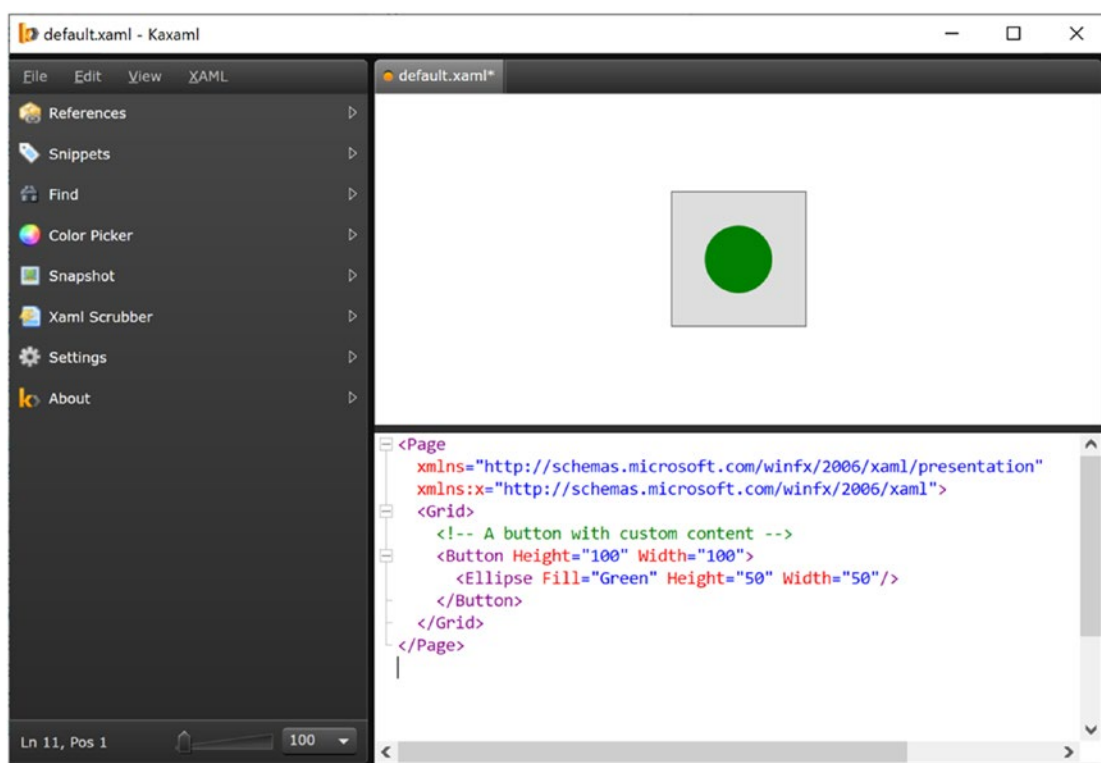 default.xaml - Kaxaml
File Edit View XAML
References
Snippets
Find
Color Picker
Snapshot
Xaml Scrubber
Settings
About
Ln 11, Pos 1
100
default.xaml*
<Page
xmlns="http://schemas.microsoft.com/winfx/2006/xaml/presentation"
xmlns:x="http://schemas.microsoft.com/winfx/2006/xaml">
<Grid>
<!-- A button with custom content -->
<Button Height="100" Width="100">
<Ellipse Fill="Green" Height="50" Width="50"/>
</Button>
</Grid>
</Page>